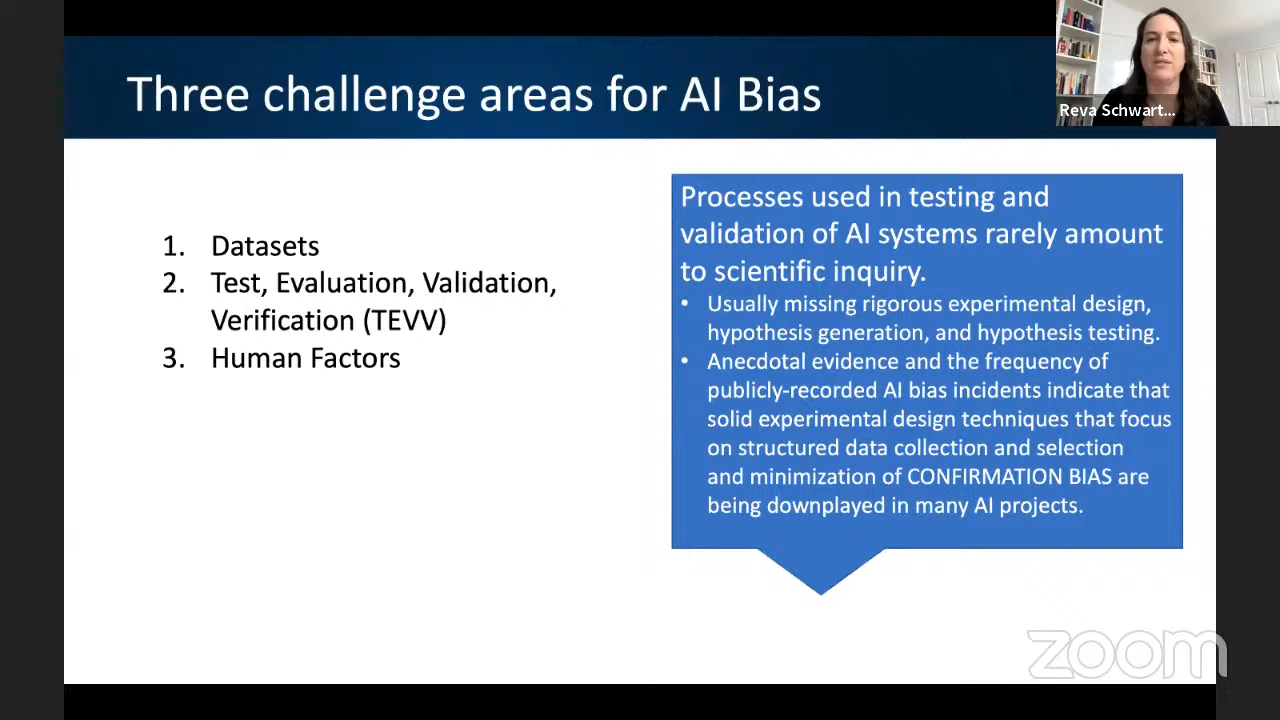 Three challenge areas for AI Bias
Reva Schwart...
1. Datasets
2. Test, Evaluation, Validation,
Verification (TEVV)
3. Human Factors
Processes used in testing and
validation of AI systems rarely amount
to scientific inquiry.
• Usually missing rigorous experimental design,
hypothesis generation, and hypothesis testing.
• Anecdotal evidence and the frequency of
publicly-recorded AI bias incidents indicate that
solid experimental design techniques that focus
on structured data collection and selection
and minimization of CONFIRMATION BIAS are
being downplayed in many AI projects.
zoom